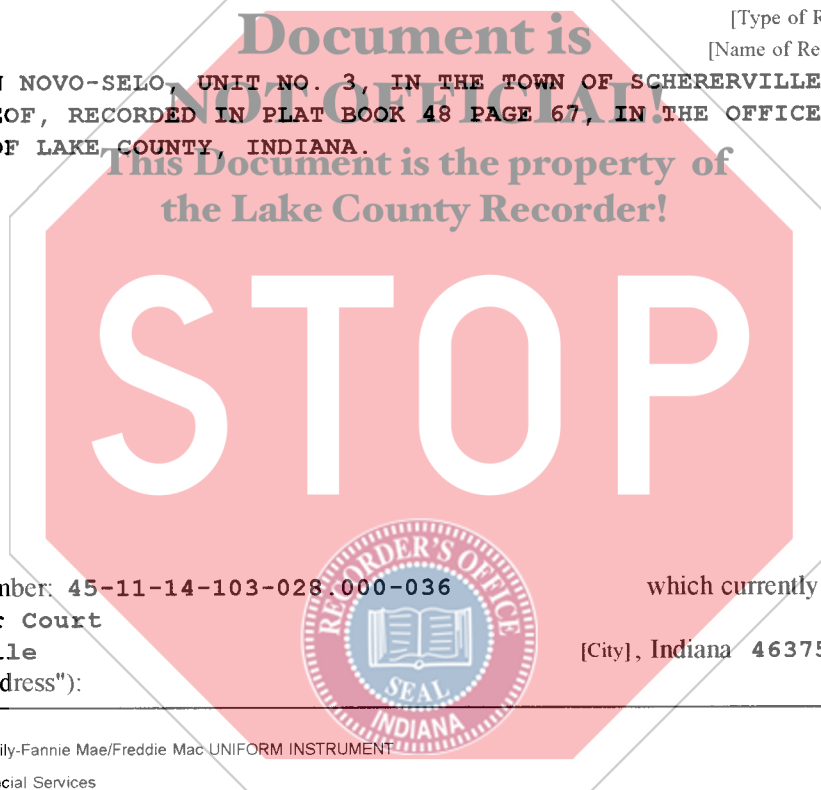 Document is
[Type of R
[Name of Re
N NOVO-SELO, UNIT NO. 3, IN THE TOWN OF SCHERERVILLE
NOT OFFICIAL!
EOF, RECORDED IN PLAT BOOK 48 PAGE 67, IN THE OFFICE
OF LAKE COUNTY, INDIANA.
This Document is the property of
the Lake County Recorder!
STOP
RECORDER'S OFFICE
mber: 45-11-14-103-028.000-036 which currently
r Court
lle [City], Indiana 46375
dress"):
SEAL
INDIANA
ily-Fannie Mae/Freddie Mac UNIFORM INSTRUMENT
ncial Services